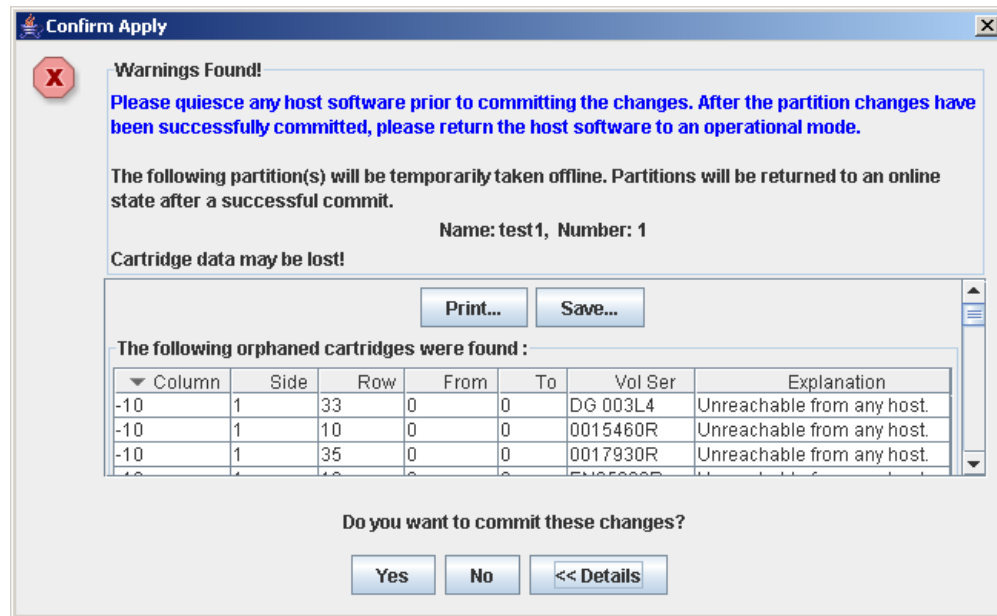 Confirm Apply
Warnings Found!
Please quiesce any host software prior to committing the changes. After the partition changes have
been successfully committed, please return the host software to an operational mode.
The following partition(s) will be temporarily taken offline. Partitions will be returned to an online
state after a successful commit.
Name: test1, Number: 1
Cartridge data may be lost!
Print... Save...
The following orphaned cartridges were found :
Column Side Row From To Vol Ser Explanation
-10 1 33 0 0 DG 003L4 Unreachable from any host.
-10 1 10 0 0 0015460R Unreachable from any host.
-10 1 35 0 0 0017930R Unreachable from any host.
Do you want to commit these changes?
Yes No << Details